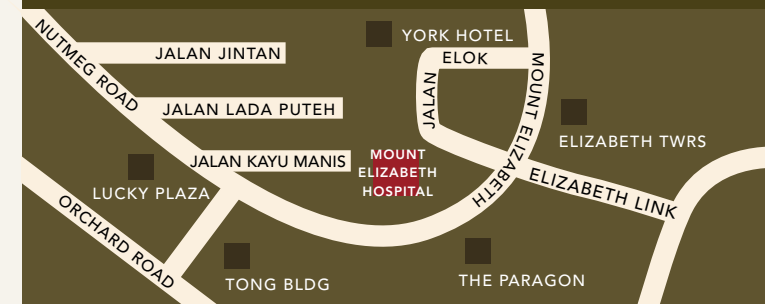 NUTMEG ROAD
JALAN JINTAN
YORK HOTEL
JALAN ELOK
MOUNT ELIZABETH
JALAN LADA PUTEH
ELIZABETH TWRS
JALAN KAYU MANIS
MOUNT
ELIZABETH
HOSPITAL
LUCKY PLAZA
ELIZABETH LINK
ORCHARD ROAD
TONG BLDG
THE PARAGON